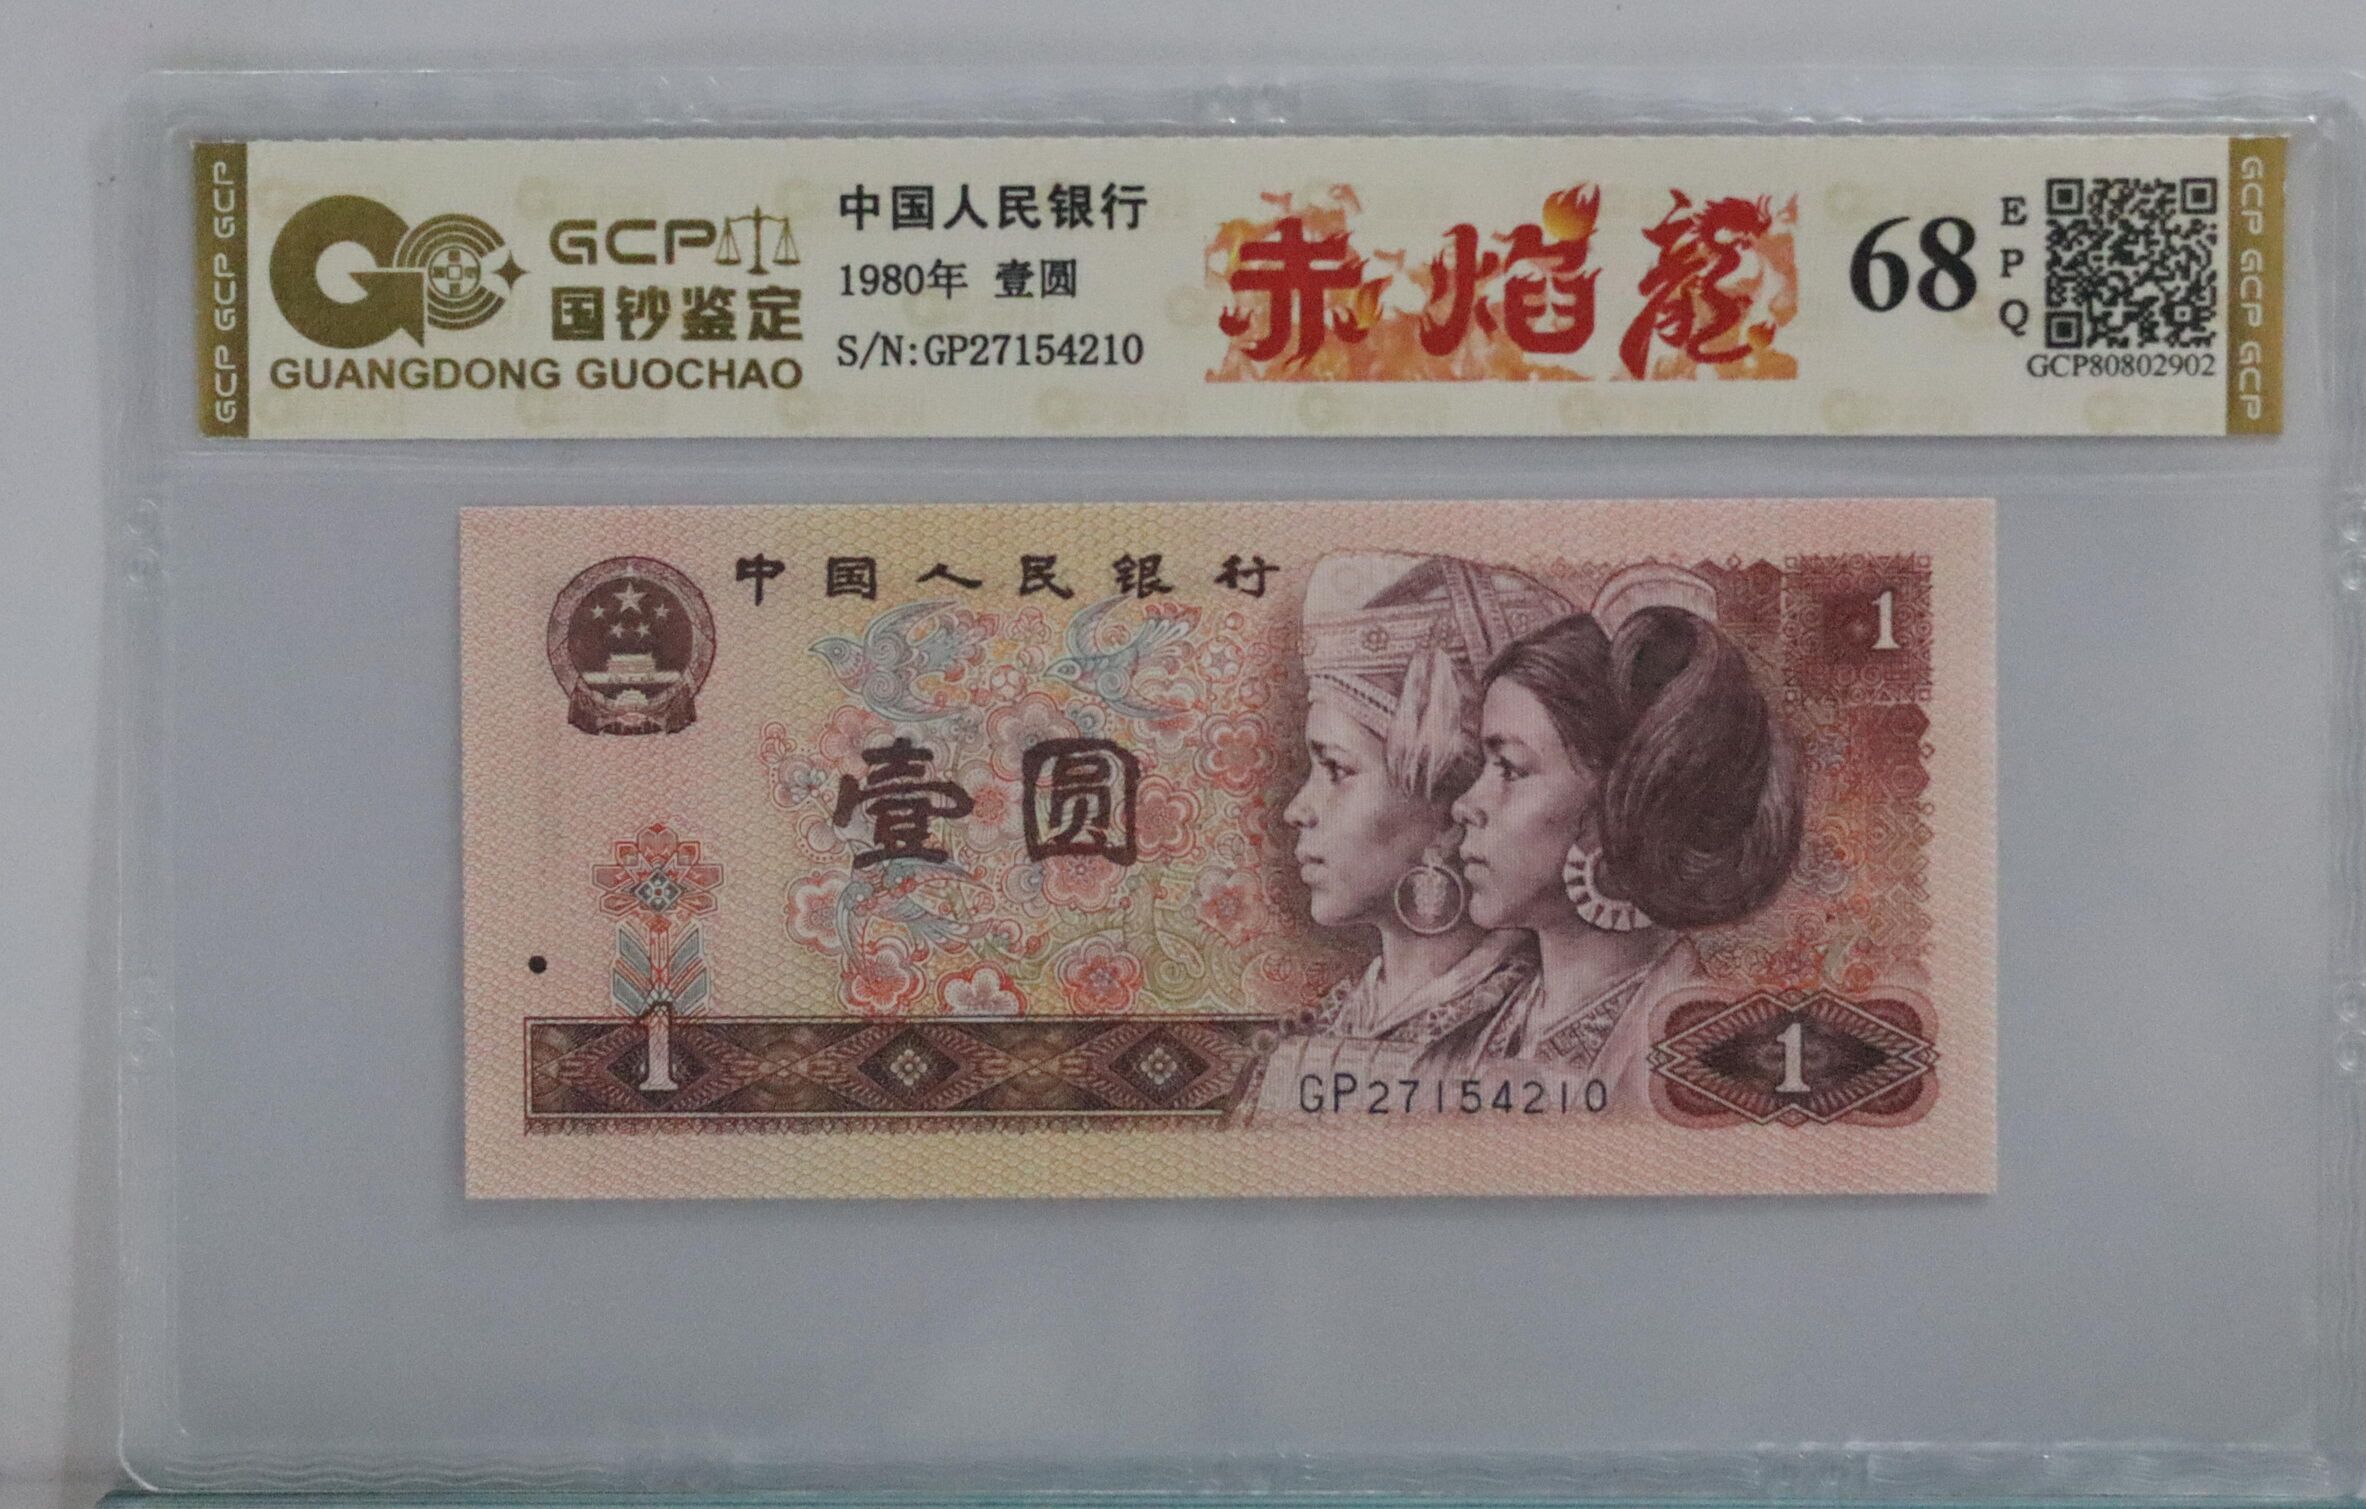 GCP GCP GCP
GCP
国钞鉴定
GUANGDONG GUOCHAO
中国人民银行
1980年 壹圆
S/N:GP27154210
赤焰龍
68
EPQ
GCP80802902
GCP GCP GCP
中国人民银行
1
壹圆
1
GP27154210
1